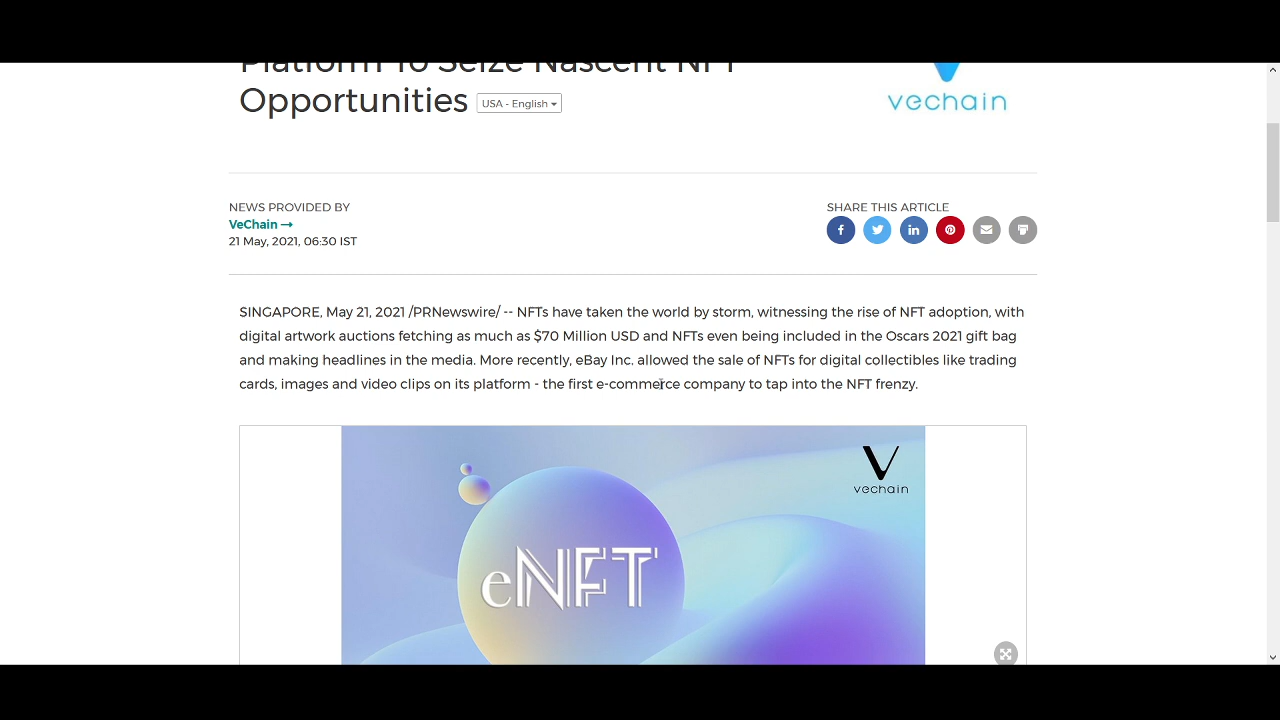 Platform To Seize Nascent NFT
Opportunities
USA - English
vechain
NEWS PROVIDED BY
VeChain →
21 May, 2021, 06:30 IST
SHARE THIS ARTICLE
SINGAPORE, May 21, 2021 /PRNewswire/ -- NFTs have taken the world by storm, witnessing the rise of NFT adoption, with
digital artwork auctions fetching as much as $70 Million USD and NFTs even being included in the Oscars 2021 gift bag
and making headlines in the media. More recently, eBay Inc. allowed the sale of NFTs for digital collectibles like trading
cards, images and video clips on its platform - the first e-commerce company to tap into the NFT frenzy.
vechain
eNFT